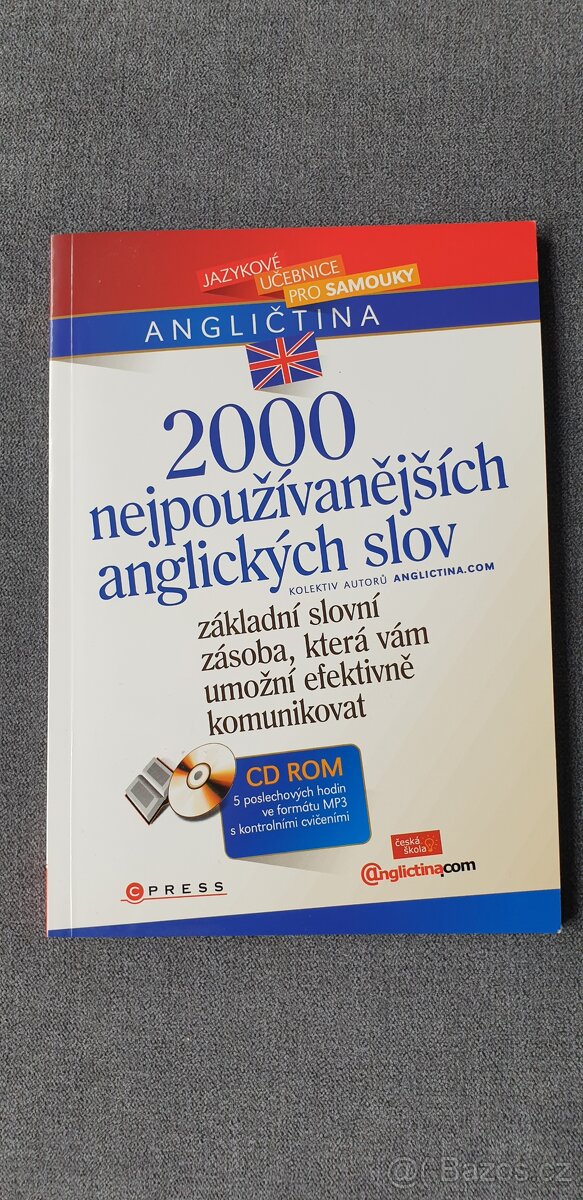 JAZYKOVÉ
UČEBNICE
PRO SAMOUKY
ANGLIČTINA
2000
nejpoužívanějších
anglických slov
KOLEKTIV AUTORŮ ANGLICTINA.COM
základní slovní
zásoba, která vám
umožní efektivně
komunikovat
CD ROM
5 poslechových hodin
ve formátu MP3
s kontrolními cvičeními
česká
škola
@nglictina.com
CPRESS
Bazos.cz